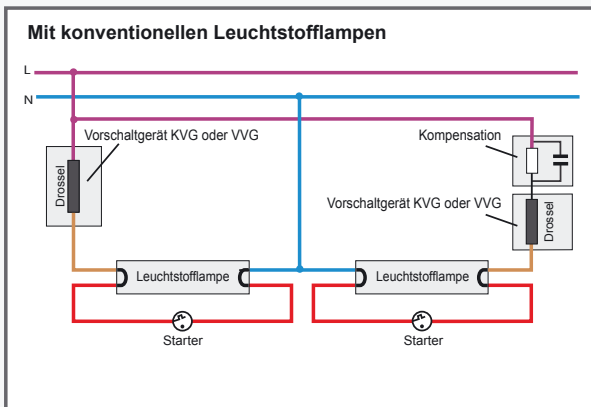 Mit konventionellen Leuchtstofflampen
L
N
Vorschaltgerät KVG oder VVG
Kompensation
Drossel
Vorschaltgerät KVG oder VVG
Drossel
Leuchtstofflampe
Leuchtstofflampe
Starter
Starter